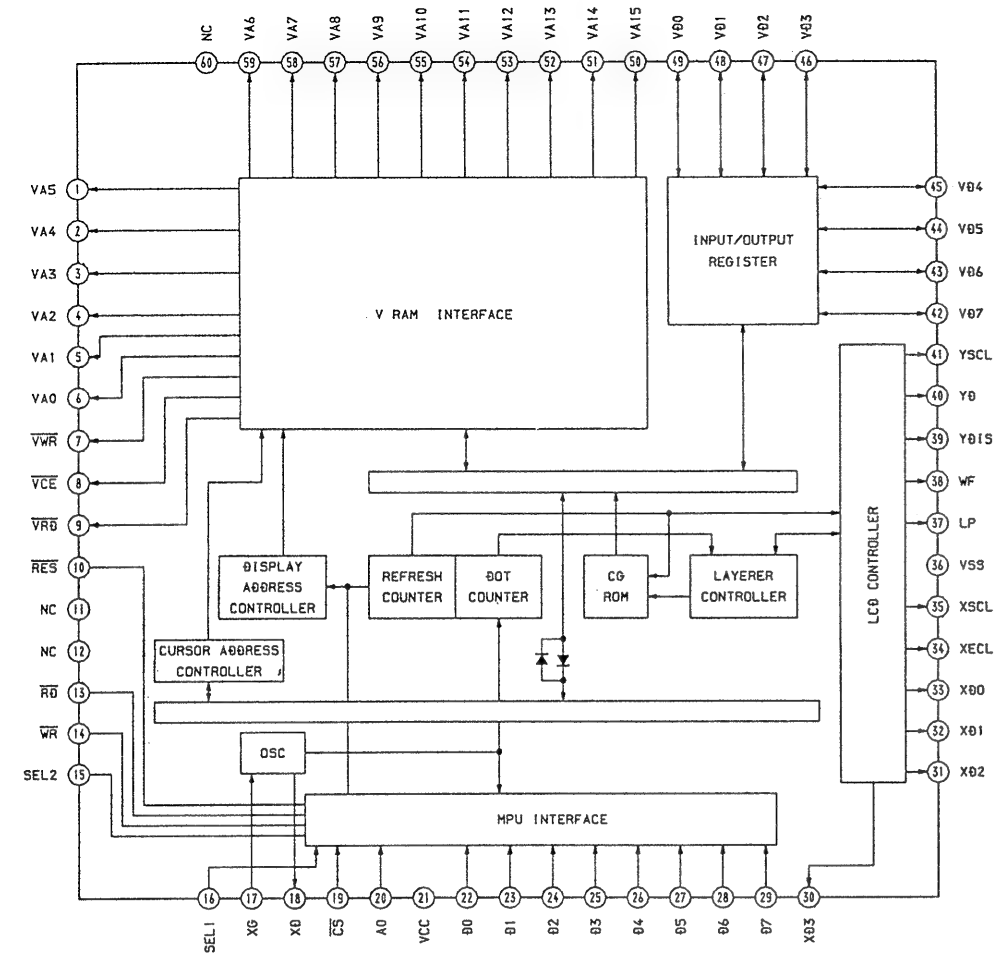 NC
VA6
VA7
VA8
VA9
VA10
VA11
VA12
VA13
VA14
VA15
VD0
VD1
VD2
VD3
60
59
58
57
56
55
54
53
52
51
50
49
48
47
46
VA5
1
VA4
2
VA3
3
VA2
4
VA1
5
VA0
6
VWR
7
VCE
8
VRD
9
RES
10
NC
11
NC
12
RD
13
WR
14
SEL2
15
V RAM INTERFACE
INPUT/OUTPUT
REGISTER
45
VD4
44
VD5
43
VD6
42
VD7
41
YSCL
40
YD
39
YDIS
38
WF
37
LP
36
VSS
35
XSCL
34
XECL
33
XD0
32
XD1
31
XD2
LCD CONTROLLER
DISPLAY
ADDRESS
CONTROLLER
REFRESH
COUNTER
DOT
COUNTER
CG
ROM
LAYERER
CONTROLLER
CURSOR ADDRESS
CONTROLLER
OSC
MPU INTERFACE
16
17
18
19
20
21
22
23
24
25
26
27
28
29
30
SEL1
XG
XD
CS
A0
VCC
D0
D1
D2
D3
D4
D5
D6
D7
XD3